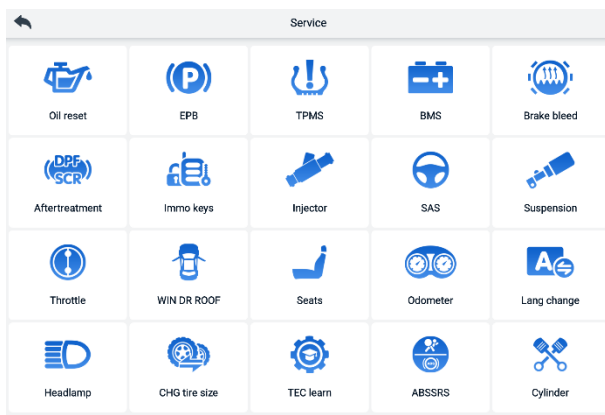 Service
Oil reset
EPB
TPMS
BMS
Brake bleed
DPF
SCR
Aftertreatment
Immo keys
Injector
SAS
Suspension
Throttle
WIN DR ROOF
Seats
Odometer
A
Lang change
Headlamp
CHG tire size
TEC learn
ABSSRS
Cylinder